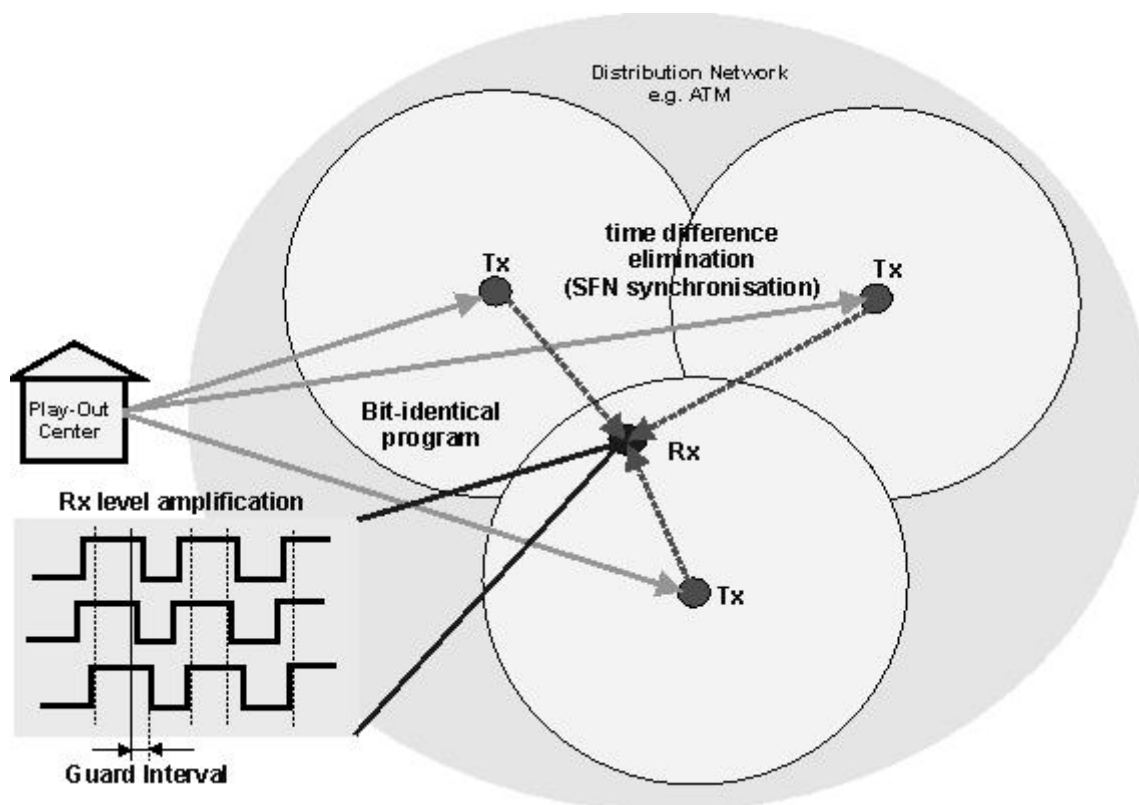 Distribution Network
e.g. ATM
time difference
elimination
(SFN synchronisation)
Tx
Tx
Play-Out
Center
Bit-identical
program
Rx
Rx level amplification
Tx
Guard Interval